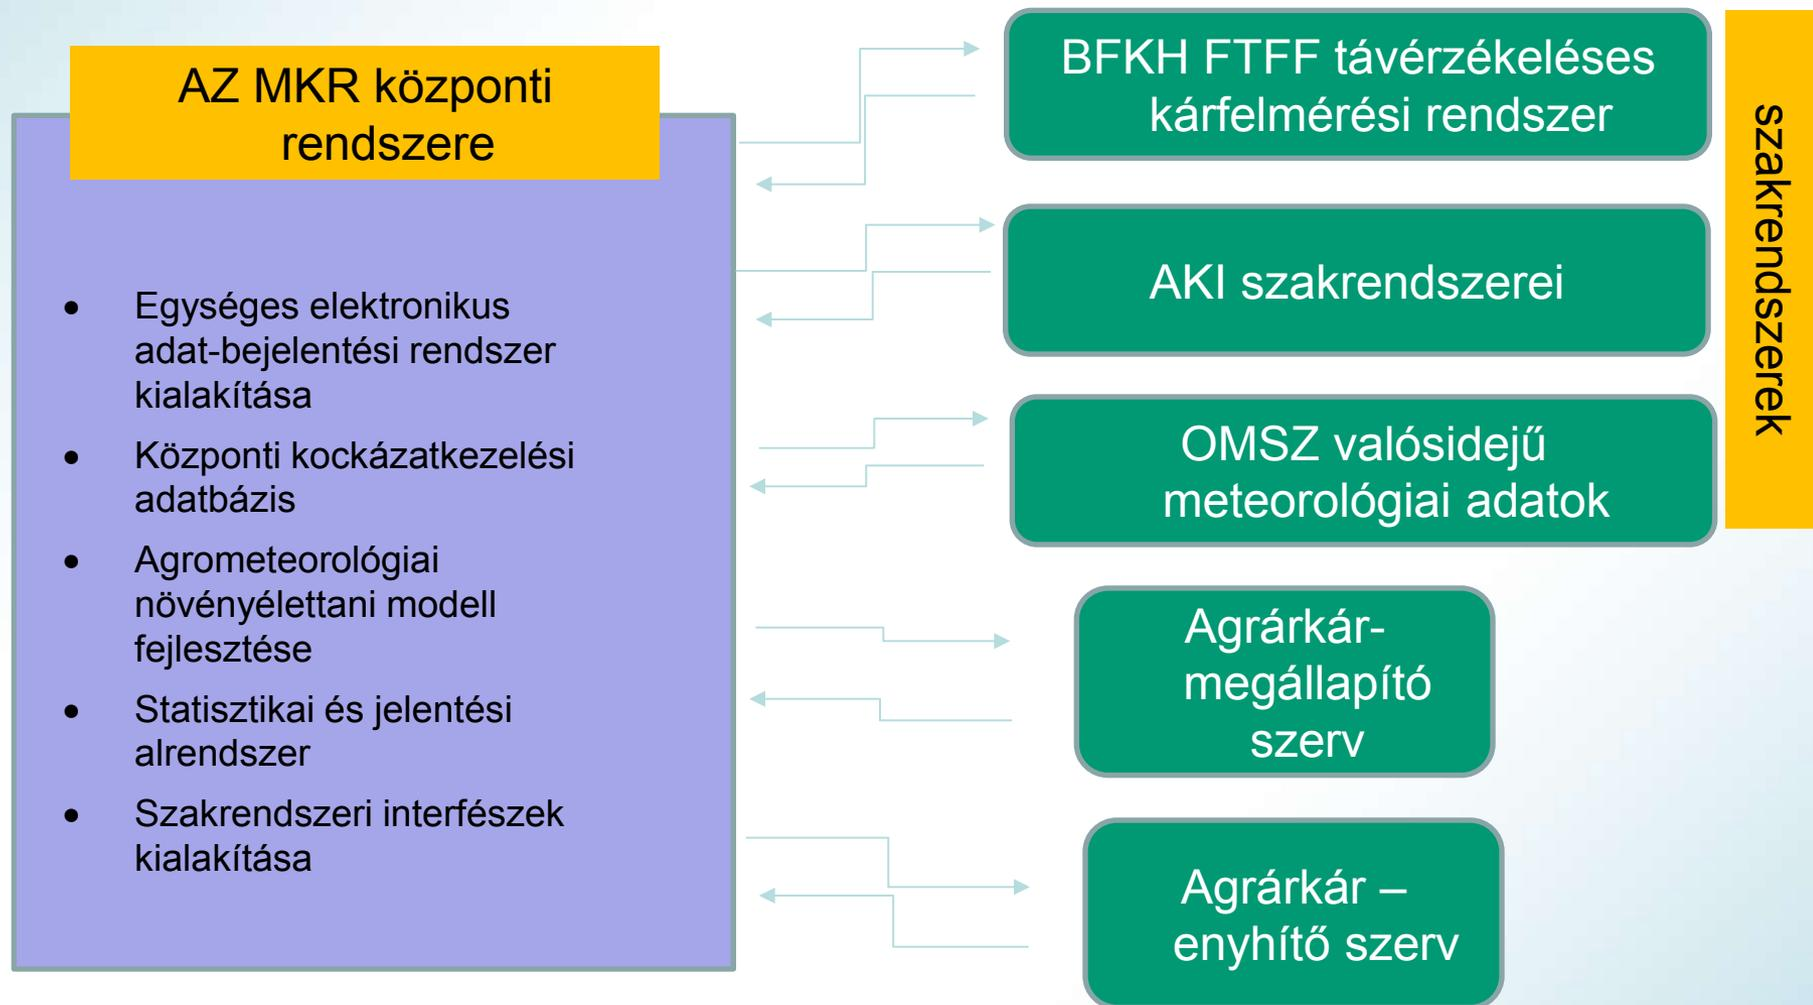 AZ MKR központi
rendszere
• Egységes elektronikus
adat-bejelentési rendszer
kialakítása
• Központi kockázatkezelési
adatbázis
• Agrometeorológiai
növényélettani modell
fejlesztése
• Statisztikai és jelentési
alrendszer
• Szakrendszeri interfészek
kialakítása
BFKH FTFF távérzékeléses
kárfelmérési rendszer
AKI szakrendszerei
OMSZ valósidejű
meteorológiai adatok
Agrárkár-
megállapító
szerv
Agrárkár –
enyhítő szerv
szakrendszerek